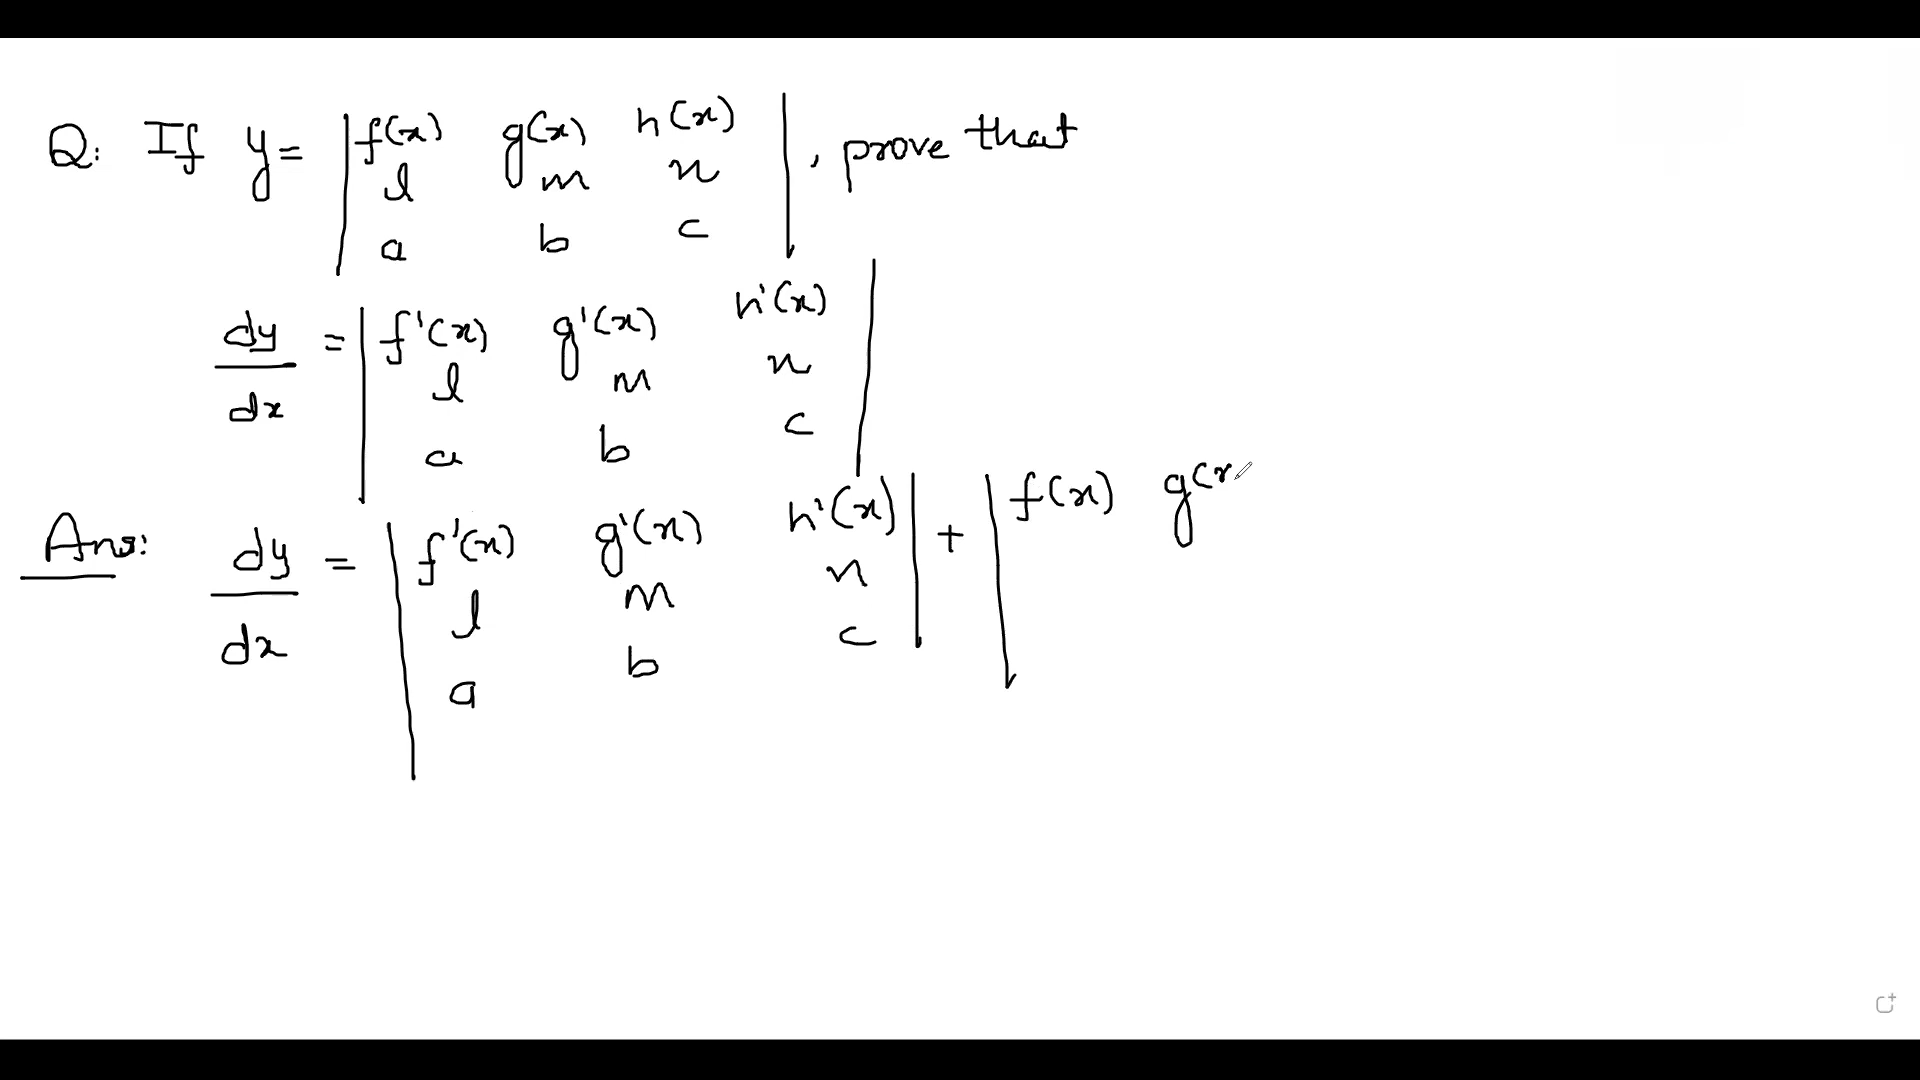 Q: If y = | f(x) g(x) h(x) | , prove that
l m n
a b c
dy/dx = | f'(x) g'(x) h'(x) |
l m n
a b c
Ans: dy/dx = | f'(x) g'(x) h'(x) | + | f(x) g(x
l m n
a b c